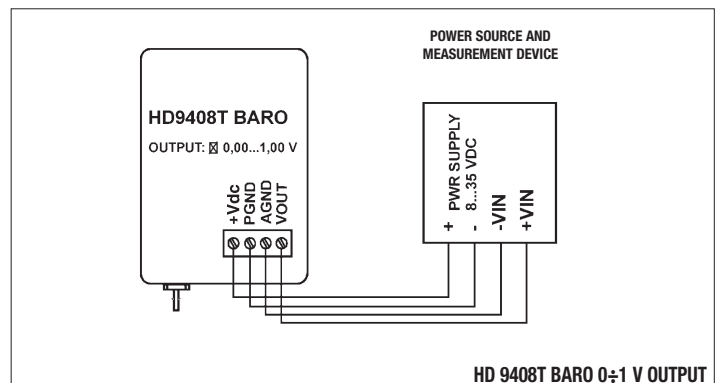 POWER SOURCE AND
MEASUREMENT DEVICE
HD9408T BARO
OUTPUT: ☒ 0,00...1,00 V
+Vdc
PGND
AGND
VOUT
+ PWR SUPPLY
- 8...35 VDC
-VIN
+VIN
HD 9408T BARO 0÷1 V OUTPUT